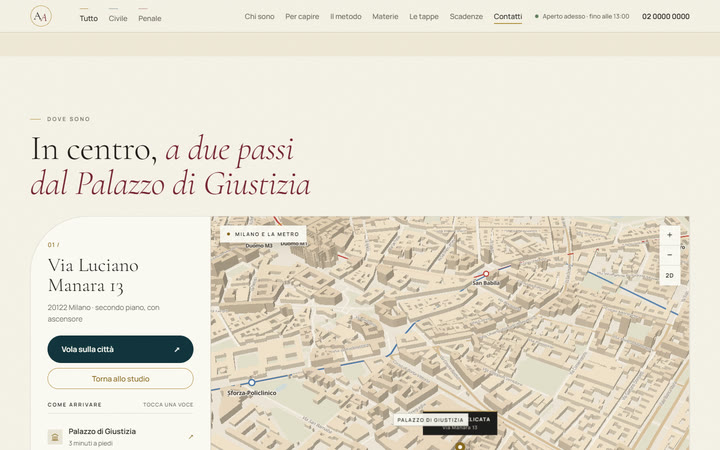 AA
Tutto
Civile
Penale
Chi sono
Per capire
Il metodo
Materie
Le tappe
Scadenze
Contatti
Aperto adesso · fino alle 13:00
02 0000 0000
DOVE SONO
In centro, a due passi
dal Palazzo di Giustizia
01 /
Via Luciano
Manara 13
20122 Milano · secondo piano, con
ascensore
Vola sulla città ↗
Torna allo studio
COME ARRIVARE
TOCCA UNA VOCE
Palazzo di Giustizia
3 minuti a piedi
↗
MILANO E LA METRO
Duomo M3
Duomo M1
San Babila
Sforza-Policlinico
PALAZZO DI GIUSTIZIA
LICATA
Via Manara 13
+
−
2D